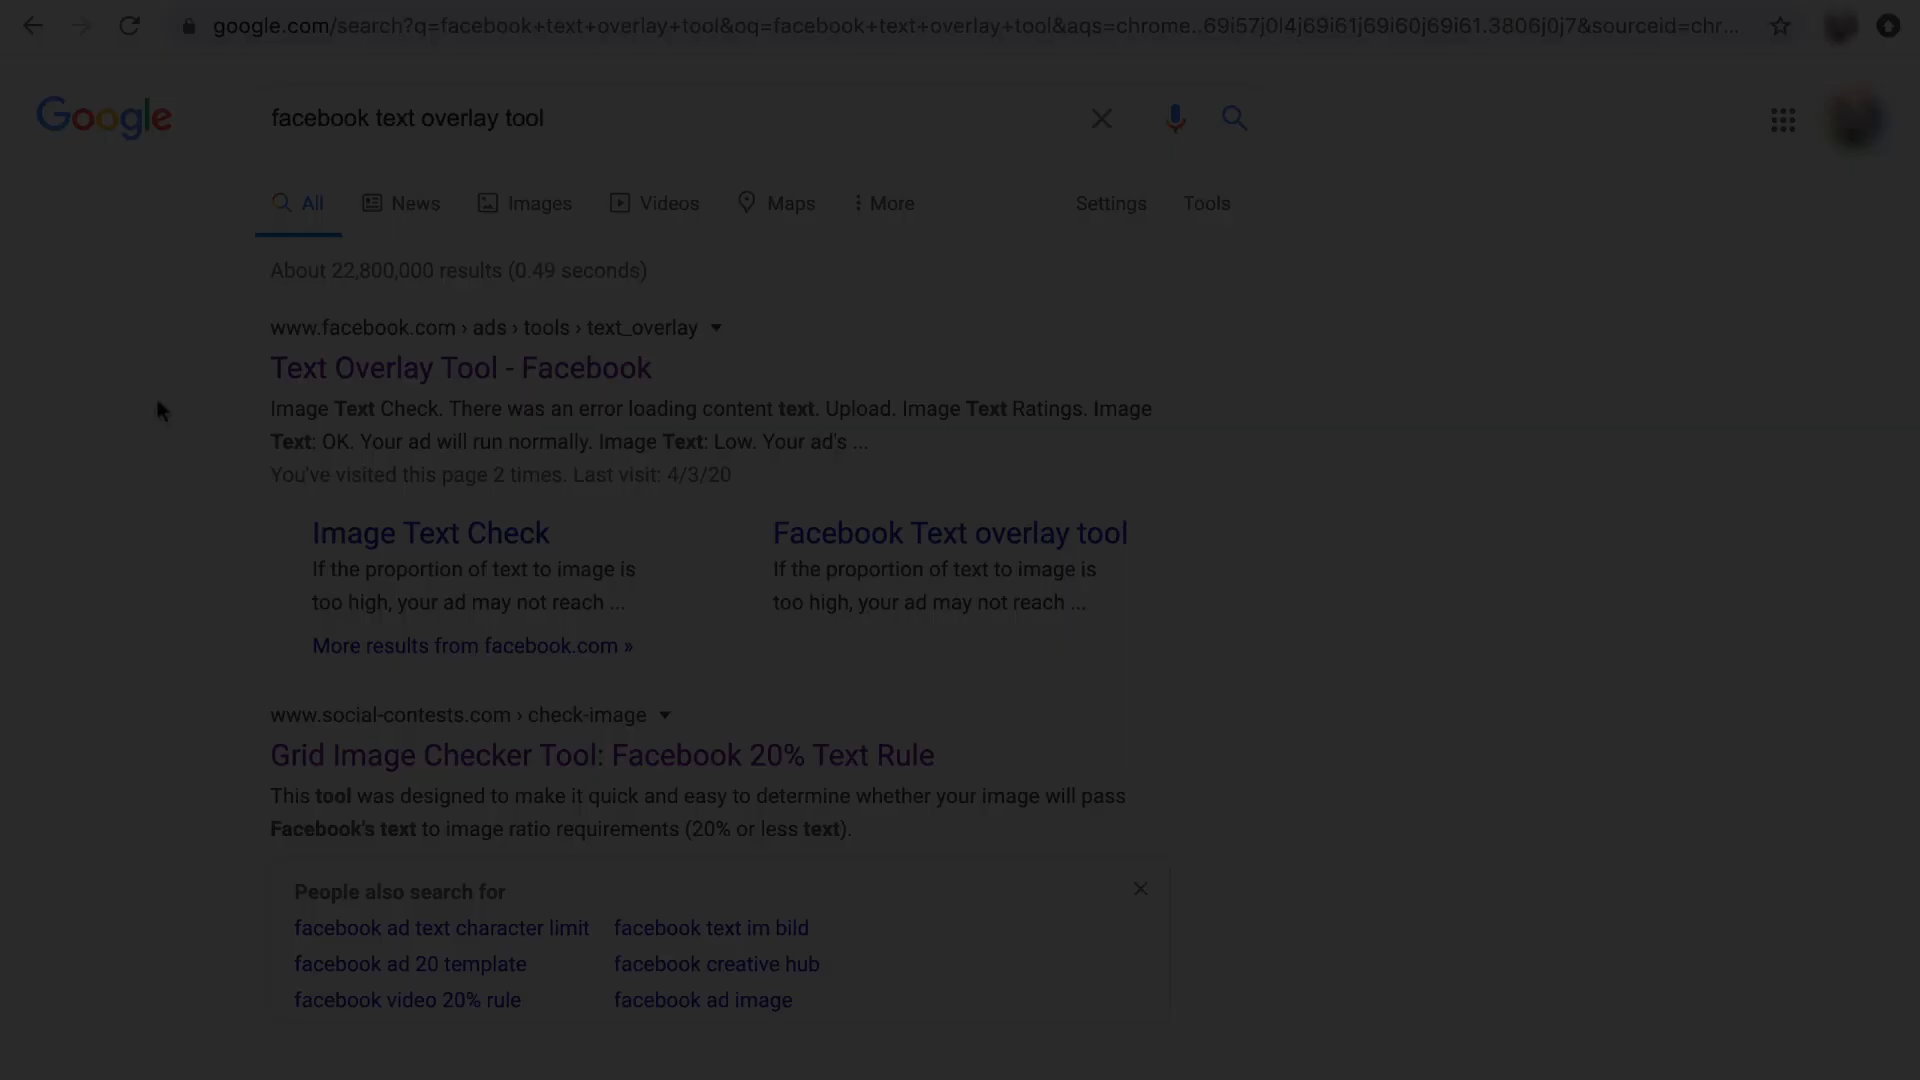 google.com/search?q=facebook+text+overlay+tool&oq=facebook+text+overlay+tool&aqs=chrome..69i57j0l4j69i61j69i60j69i61.3806j0j7&sourceid=chr...
Google
facebook text overlay tool
All News Images Videos Maps More Settings Tools
About 22,800,000 results (0.49 seconds)
www.facebook.com › ads › tools › text_overlay
Text Overlay Tool - Facebook
Image Text Check. There was an error loading content text. Upload. Image Text Ratings. Image
Text: OK. Your ad will run normally. Image Text: Low. Your ad's ...
You've visited this page 2 times. Last visit: 4/3/20
Image Text Check
If the proportion of text to image is
too high, your ad may not reach ...
Facebook Text overlay tool
If the proportion of text to image is
too high, your ad may not reach ...
More results from facebook.com »
www.social-contests.com › check-image
Grid Image Checker Tool: Facebook 20% Text Rule
This tool was designed to make it quick and easy to determine whether your image will pass
Facebook's text to image ratio requirements (20% or less text).
People also search for
facebook ad text character limit facebook text im bild
facebook ad 20 template facebook creative hub
facebook video 20% rule facebook ad image